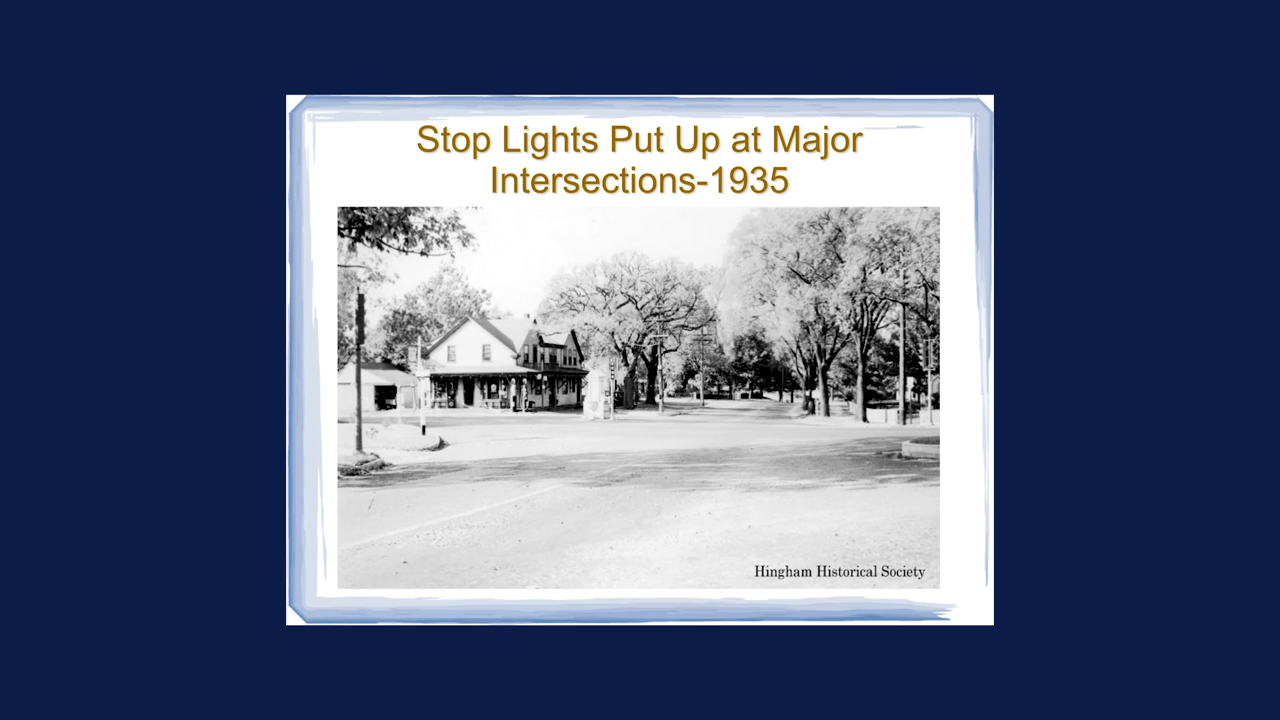 Stop Lights Put Up at Major
Intersections-1935
Hingham Historical Society